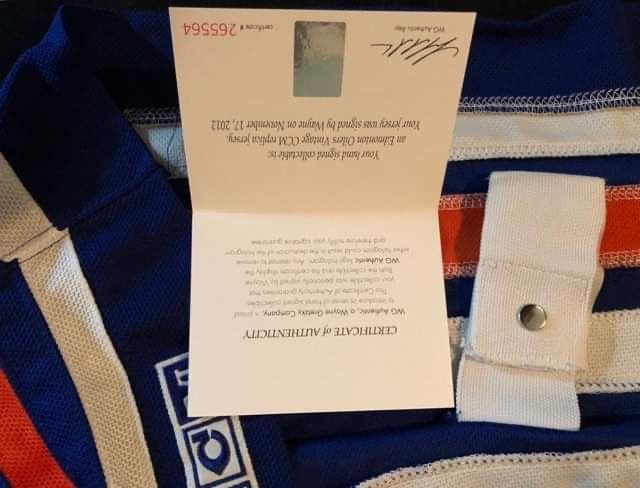 CERTIFICATE of AUTHENTICITY
WG Authentic, a Wayne Gretzky Company, is proud
to introduce its series of hand signed collectibles.
This Certificate of Authenticity guarantees that
your collectible was personally signed by Wayne.
Both the collectible and the certificate display the
WG Authentic logo hologram. Any attempt to remove
either hologram could result in the destruction of the hologram
and therefore nullify your signature guarantee.
Your hand signed collectable is:
an Edmonton Oilers Vintage CCM replica jersey.
Your jersey was signed by Wayne on November 17, 2012
WG Authentic Rep
certificate # 265564